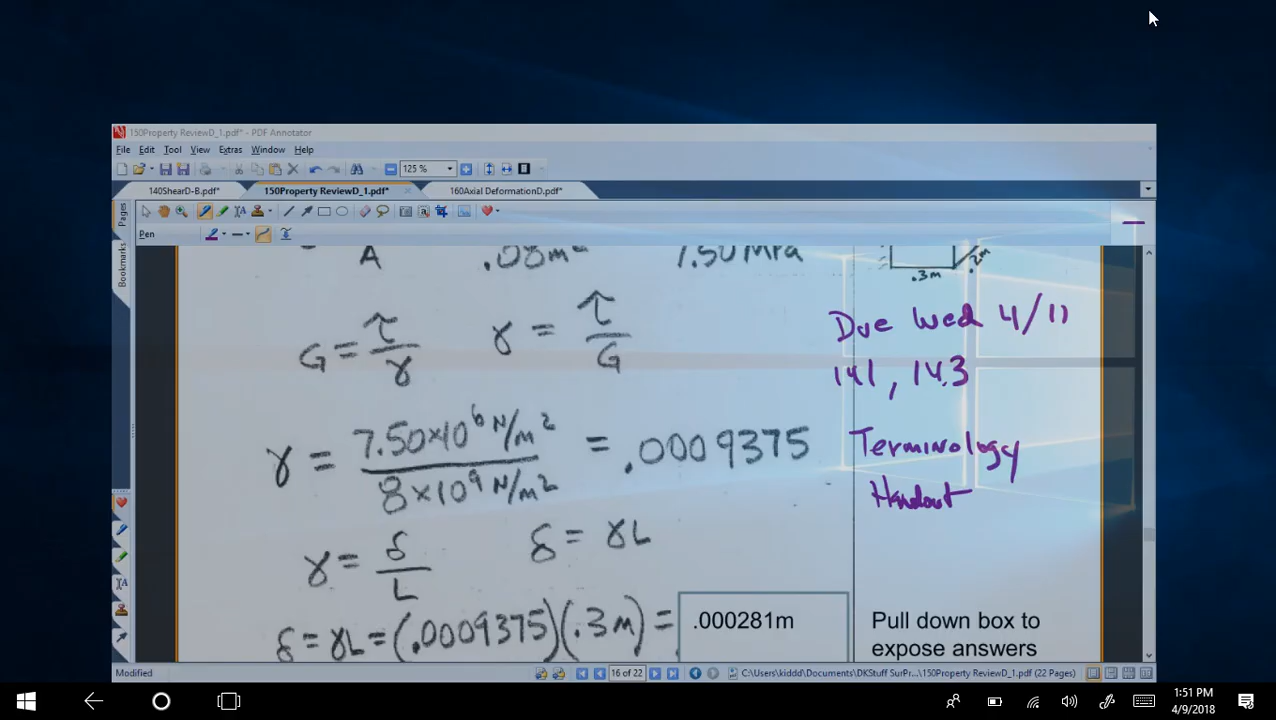 150Property ReviewD_1.pdf* - PDF Annotator
File Edit Tool View Extras Window Help
125 %
140ShearD-B.pdf* 150Property ReviewD_1.pdf* 160Axial DeformationD.pdf*
Pages
Bookmarks
Pen
A .08m² 7.50 MPa
.3m .2m
G = τ/γ γ = τ/G
Due Wed 4/11
14.1, 14.3
γ = 7.50×10⁶ N/m² / 8×10⁹ N/m² = .0009375
Terminology
Handout
γ = δ/L δ = γL
δ = γL = (.0009375)(.3m) = .000281m
Pull down box to
expose answers
Modified 16 of 22 C:\Users\kiddd\Documents\DKStuff SurPr...\150Property ReviewD_1.pdf (22 Pages)
1:51 PM
4/9/2018